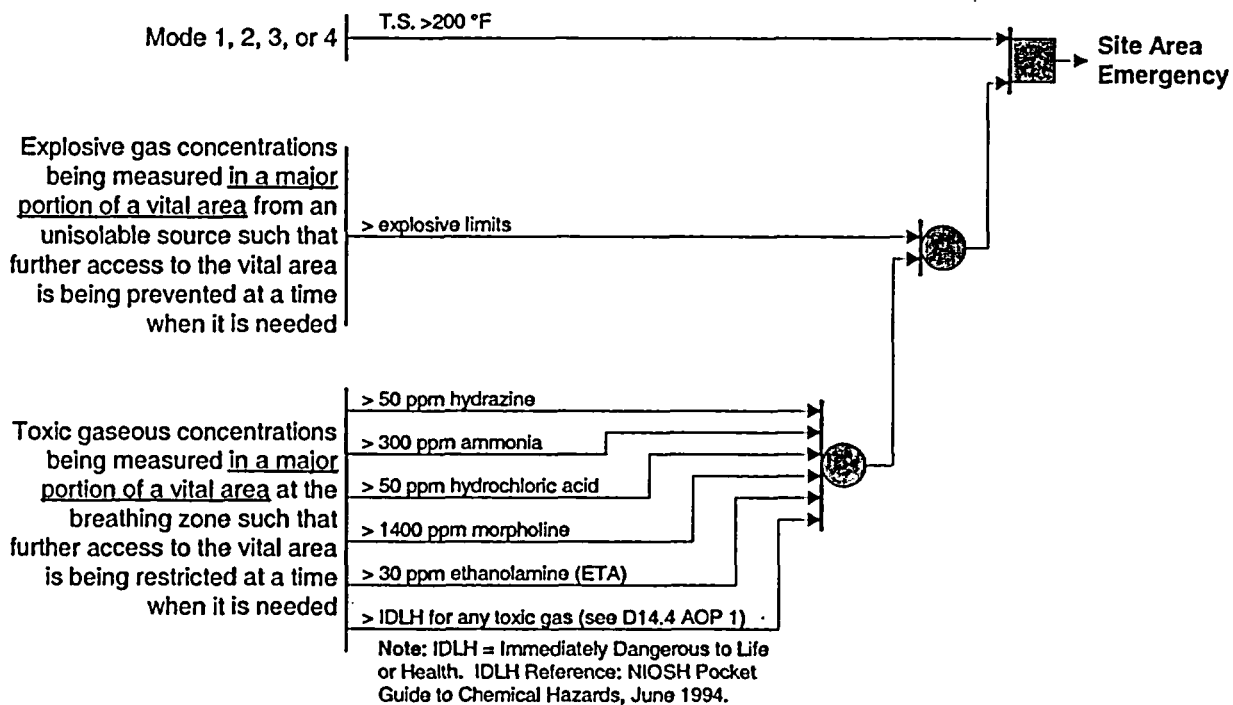 Mode 1, 2, 3, or 4
T.S. >200 °F
Site Area
Emergency
Explosive gas concentrations
being measured in a major
portion of a vital area from an
unisolable source such that
further access to the vital area
is being prevented at a time
when it is needed
> explosive limits
Toxic gaseous concentrations
being measured in a major
portion of a vital area at the
breathing zone such that
further access to the vital area
is being restricted at a time
when it is needed
> 50 ppm hydrazine
> 300 ppm ammonia
> 50 ppm hydrochloric acid
> 1400 ppm morpholine
> 30 ppm ethanolamine (ETA)
> IDLH for any toxic gas (see D14.4 AOP 1)
Note: IDLH = Immediately Dangerous to Life
or Health. IDLH Reference: NIOSH Pocket
Guide to Chemical Hazards, June 1994.